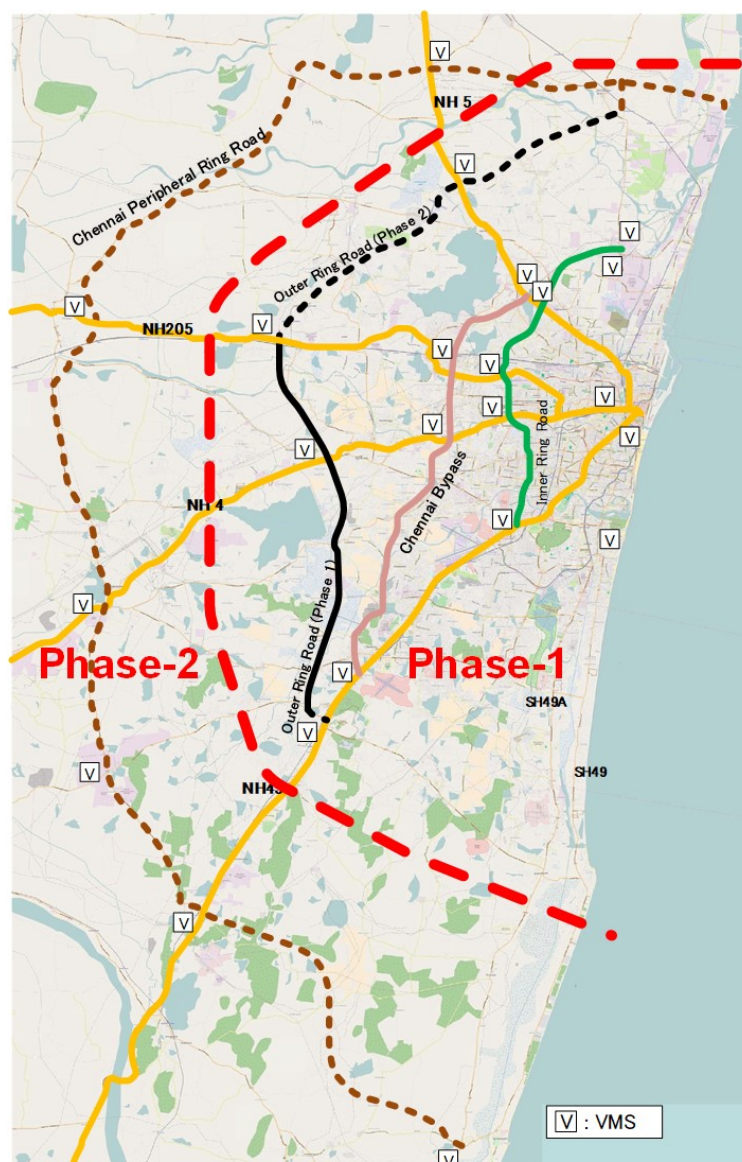 V
NH 5
V
Chennai Peripheral Ring Road
Outer Ring Road (Phase 2)
V
V
V
V
V
NH205
V
V
V
V
V
V
V
Inner Ring Road
Chennai Bypass
V
NH 4
V
V
V
Outer Ring Road (Phase 1)
Phase-2
Phase-1
V
SH49A
V
V
SH49
NH45
V
V : VMS
V